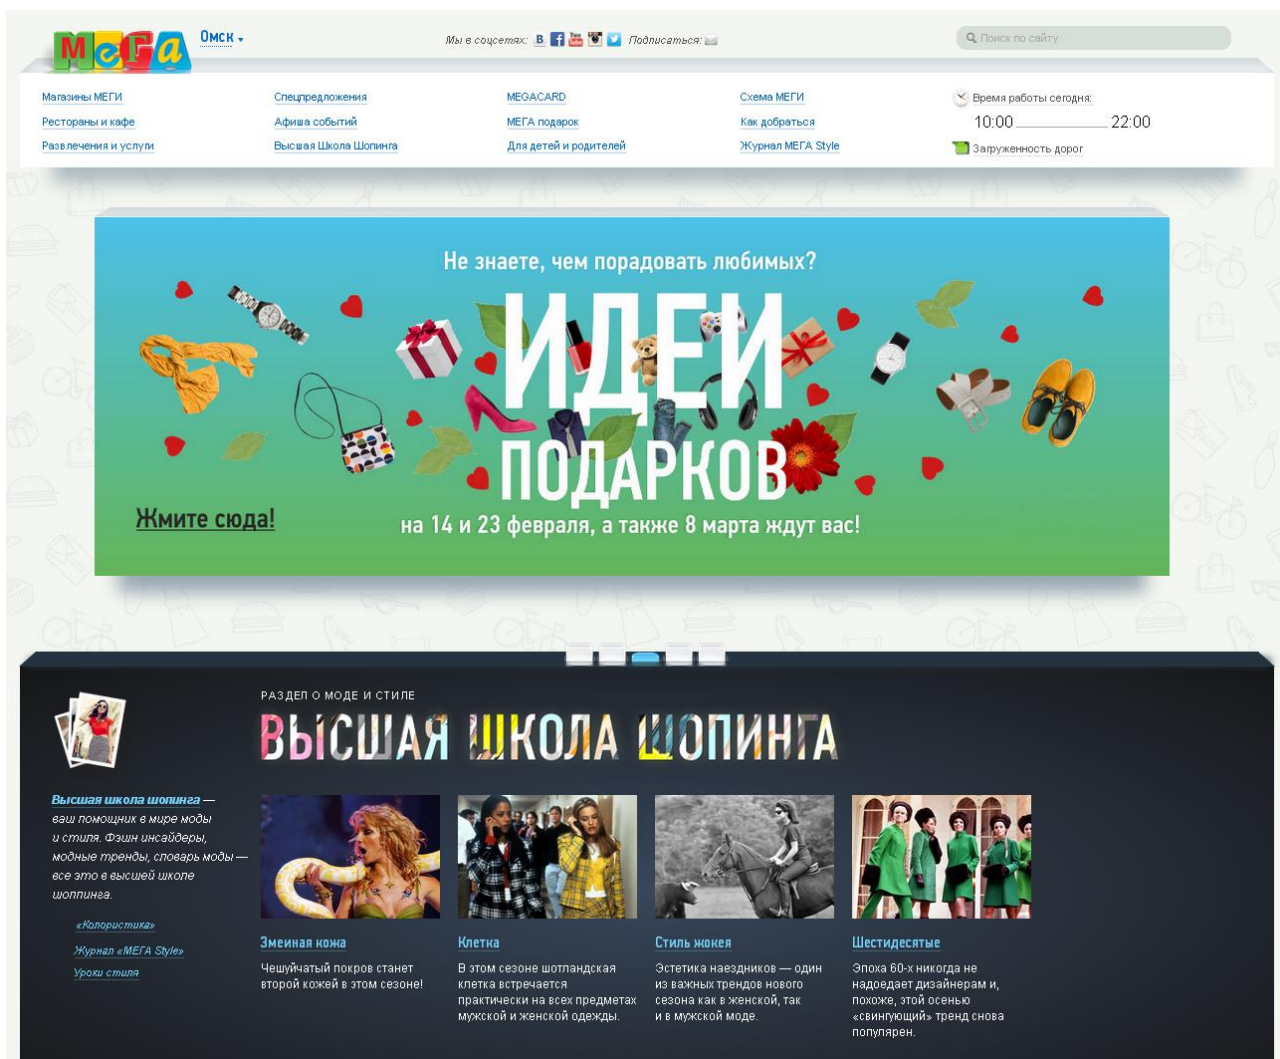 МеГа
Омск
Мы в соцсетях:
Подписаться:
Поиск по сайту
Магазины МЕГИ
Спецпредложения
MEGACARD
Схема МЕГИ
Время работы сегодня:
Рестораны и кафе
Афиша событий
МЕГА подарок
Как добраться
10:00 22:00
Развлечения и услуги
Высшая Школа Шопинга
Для детей и родителей
Журнал МЕГА Style
Загруженность дорог
Не знаете, чем порадовать любимых?
ИДЕИ
ПОДАРКОВ
Жмите сюда!
на 14 и 23 февраля, а также 8 марта ждут вас!
РАЗДЕЛ О МОДЕ И СТИЛЕ
ВЫСШАЯ ШКОЛА ШОПИНГА
Высшая школа шопинга —
ваш помощник в мире моды
и стиля. Фэшн инсайдеры,
модные тренды, словарь моды —
все это в высшей школе
шоппинга.
«Колористика»
Журнал «МЕГА Style»
Уроки стиля
Змеиная кожа
Чешуйчатый покров станет
второй кожей в этом сезоне!
Клетка
В этом сезоне шотландская
клетка встречается
практически на всех предметах
мужской и женской одежды.
Стиль жокея
Эстетика наездников — один
из важных трендов нового
сезона как в женской, так
и в мужской моде.
Шестидесятые
Эпоха 60-х никогда не
надоедает дизайнерам и,
похоже, этой осенью
«свингующий» тренд снова
популярен.